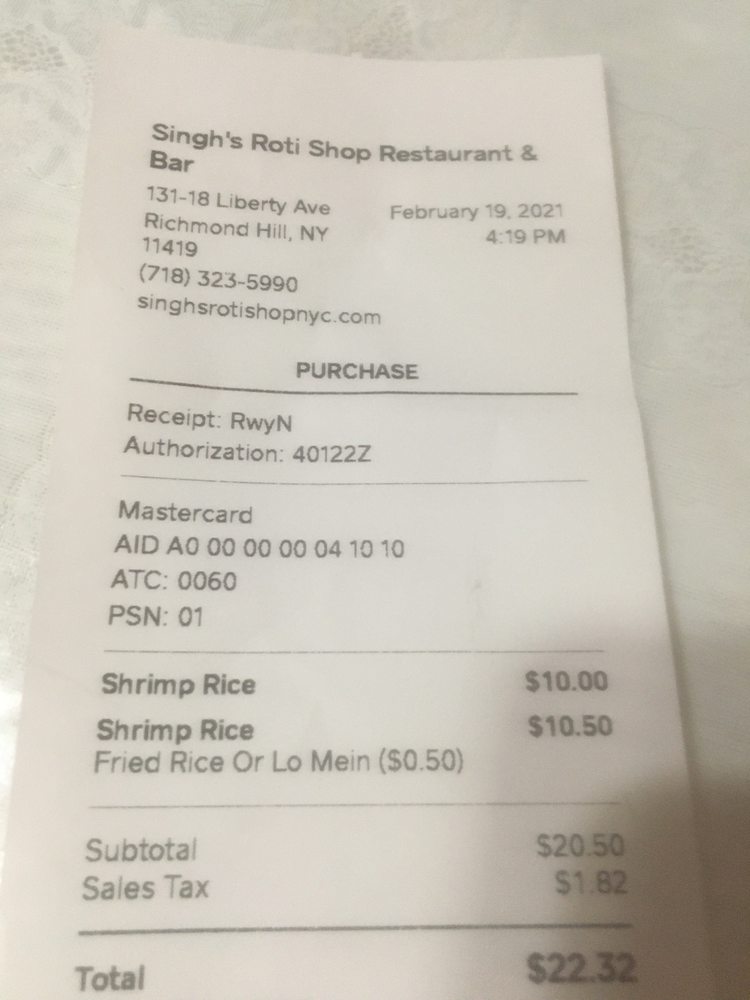 Singh's Roti Shop Restaurant &
Bar
131-18 Liberty Ave
Richmond Hill, NY
11419
(718) 323-5990
singhsrotishopnyc.com
February 19, 2021
4:19 PM
PURCHASE
Receipt: RwyN
Authorization: 40122Z
Mastercard
AID A0 00 00 00 04 10 10
ATC: 0060
PSN: 01
Shrimp Rice $10.00
Shrimp Rice $10.50
Fried Rice Or Lo Mein ($0.50)
Subtotal $20.50
Sales Tax $1.82
Total $22.32